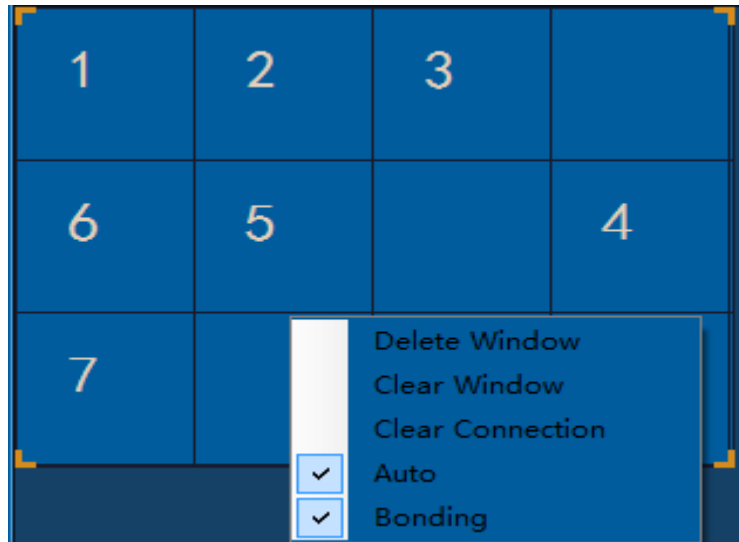 1 2 3
6 5 4
7
Delete Window
Clear Window
Clear Connection
Auto
Bonding